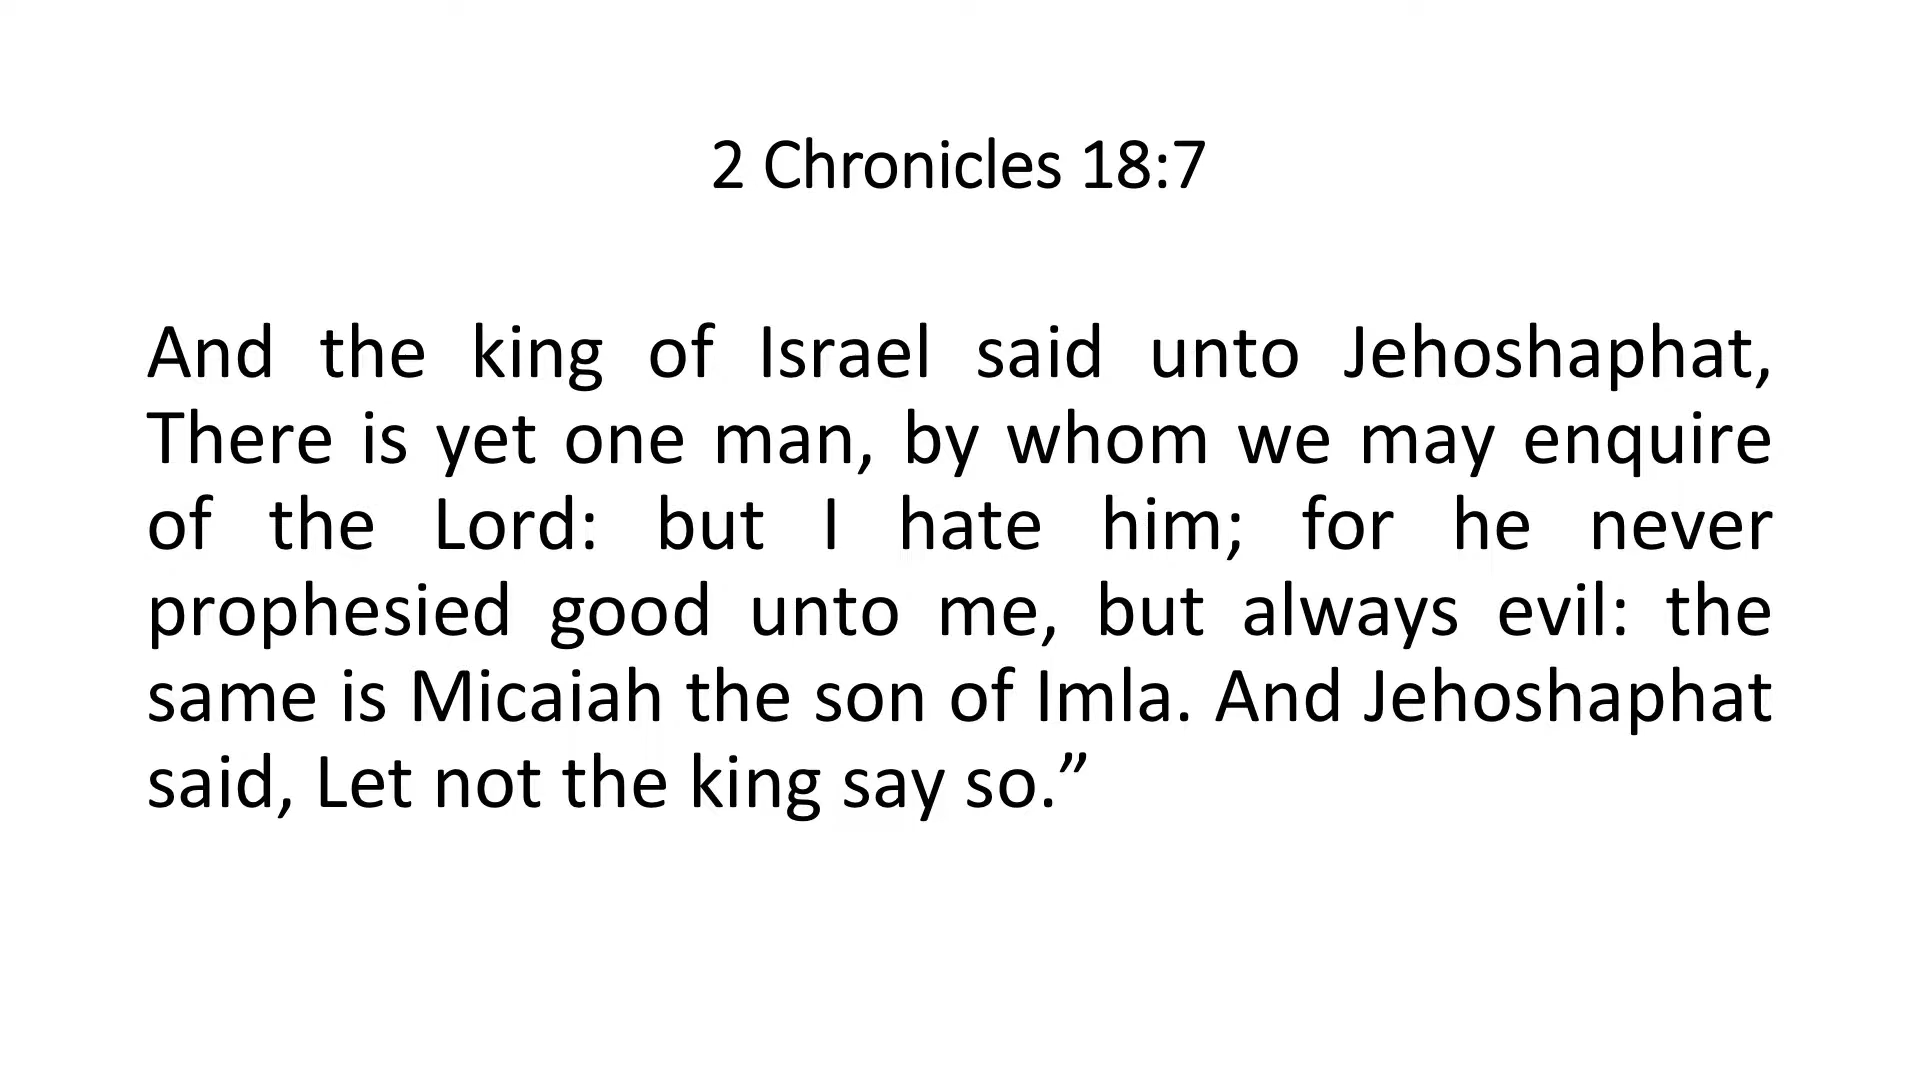 2 Chronicles 18:7
And the king of Israel said unto Jehoshaphat,
There is yet one man, by whom we may enquire
of the Lord: but I hate him; for he never
prophesied good unto me, but always evil: the
same is Micaiah the son of Imla. And Jehoshaphat
said, Let not the king say so.”